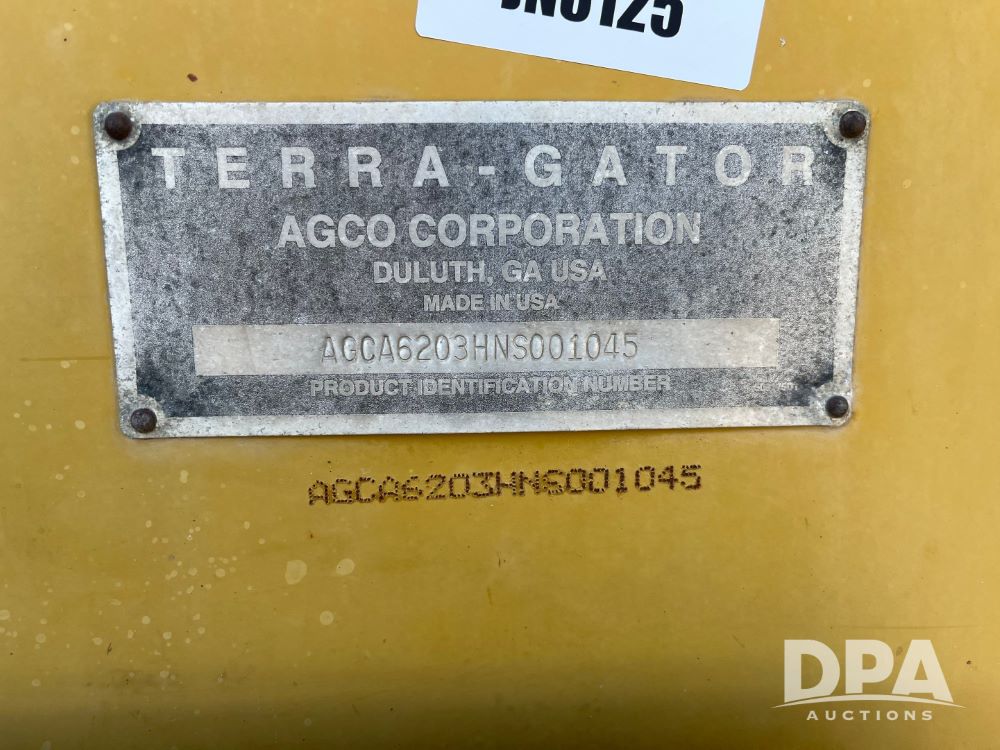 TERRA-GATOR
AGCO CORPORATION
DULUTH, GA USA
MADE IN USA
AGCA6203HNS001045
PRODUCT IDENTIFICATION NUMBER
AGCA6203HNS001045
DPA
AUCTIONS